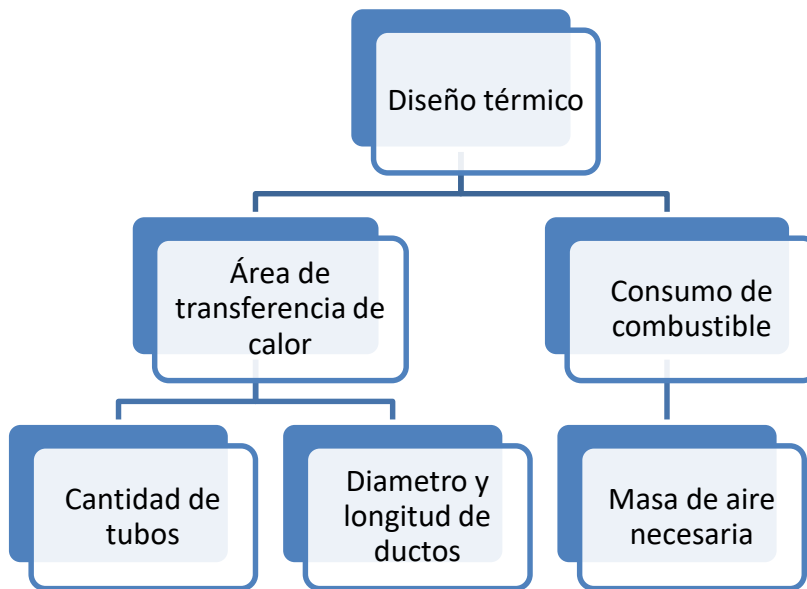 Diseño térmico
Área de
transferencia de
calor
Consumo de
combustible
Cantidad de
tubos
Diametro y
longitud de
ductos
Masa de aire
necesaria